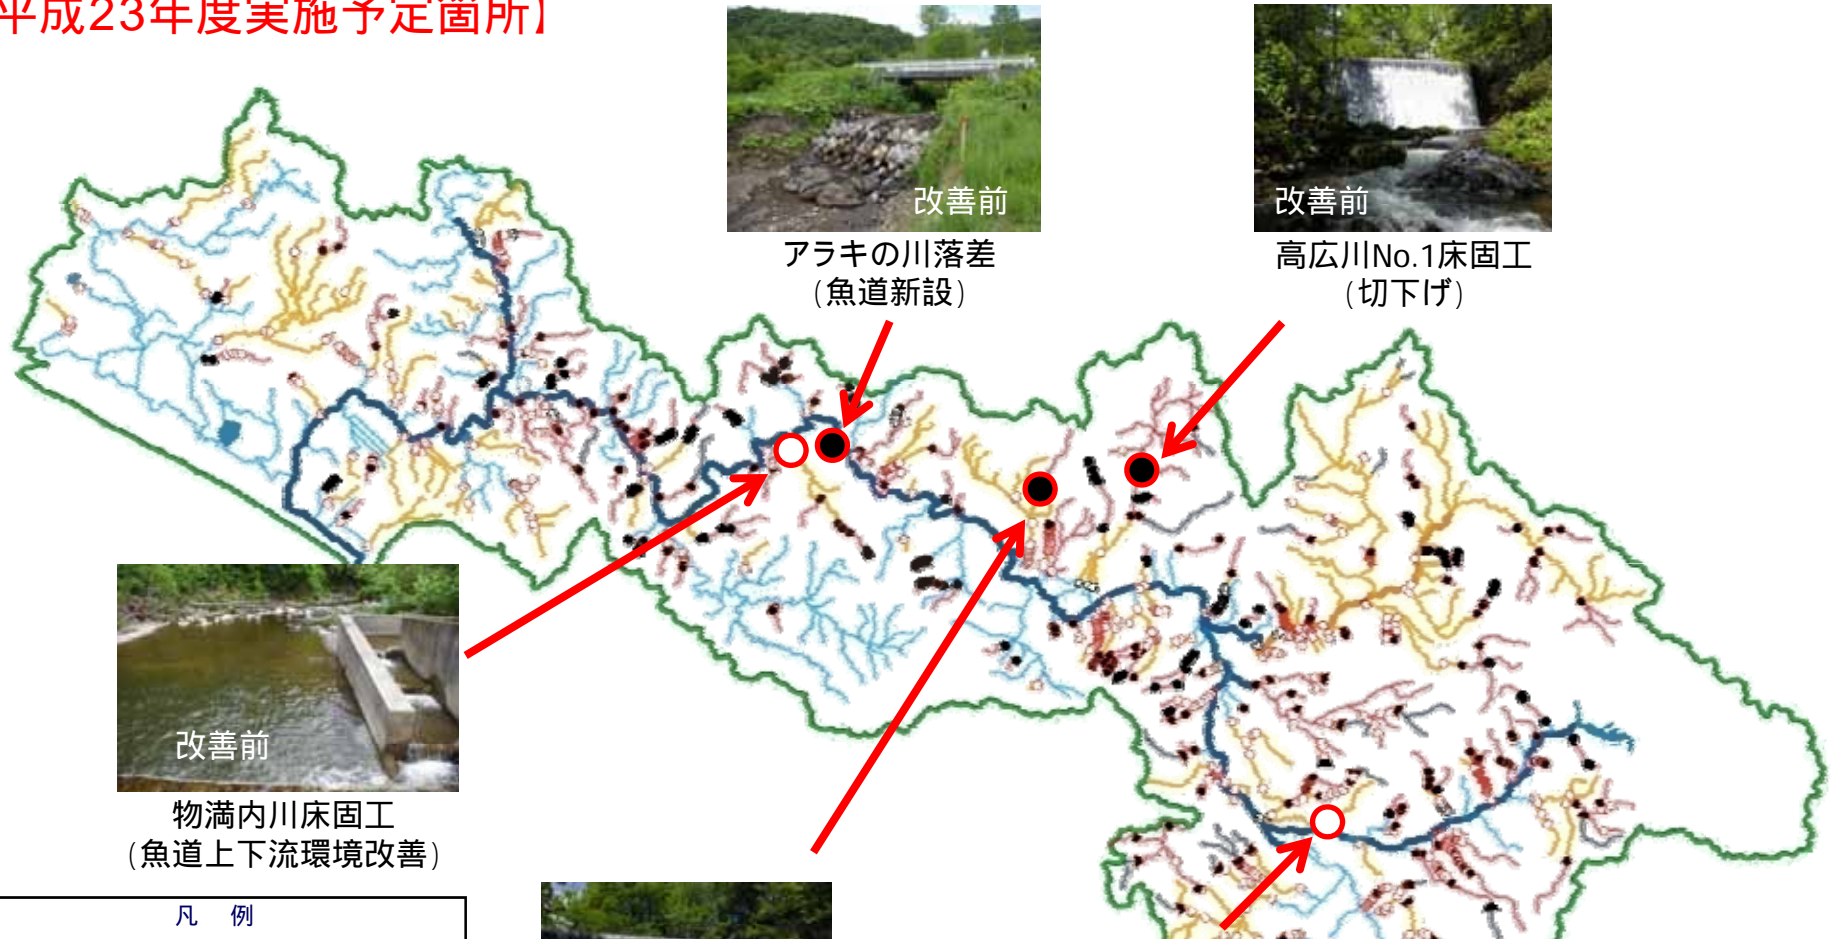 平成23年度実施予定箇所】
改善前
アラキの川落差
(魚道新設)
改善前
高広川No.1床固工
(切下げ)
改善前
物満内川床固工
(魚道上下流環境改善)
凡 例